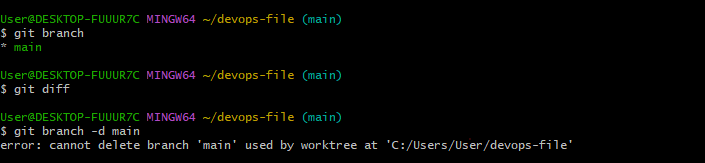 User@DESKTOP-FUUUR7C MINGW64 ~/devops-file (main)
$ git branch
* main
User@DESKTOP-FUUUR7C MINGW64 ~/devops-file (main)
$ git diff
User@DESKTOP-FUUUR7C MINGW64 ~/devops-file (main)
$ git branch -d main
error: cannot delete branch 'main' used by worktree at 'C:/Users/User/devops-file'